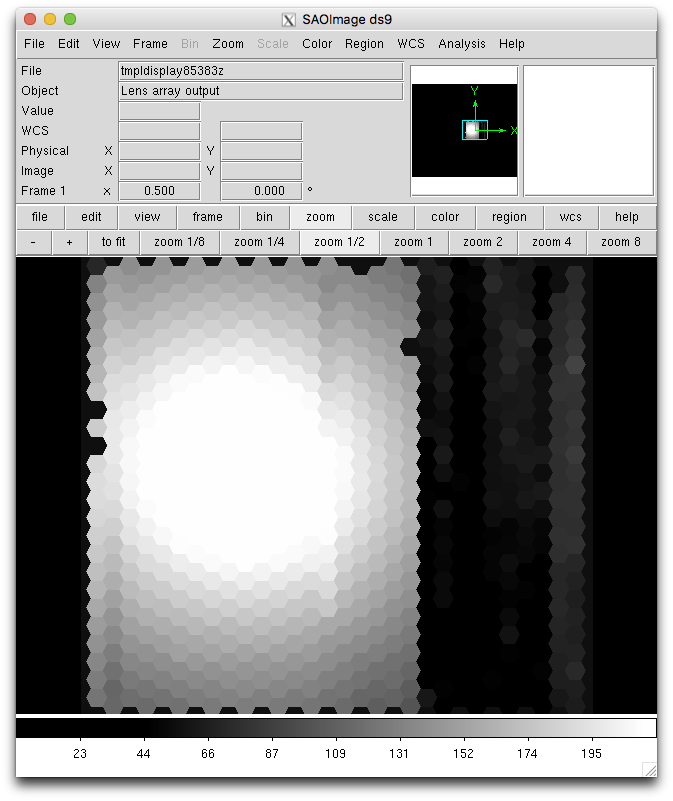 SAOImage ds9
File Edit View Frame Bin Zoom Scale Color Region WCS Analysis Help
File tmpldisplay85383z
Object Lens array output
Value
WCS
Physical X Y
Image X Y
Frame 1 x 0.500 0.000 °
Y
X
file edit view frame bin zoom scale color region wcs help
- + to fit zoom 1/8 zoom 1/4 zoom 1/2 zoom 1 zoom 2 zoom 4 zoom 8
23 44 66 87 109 131 152 174 195